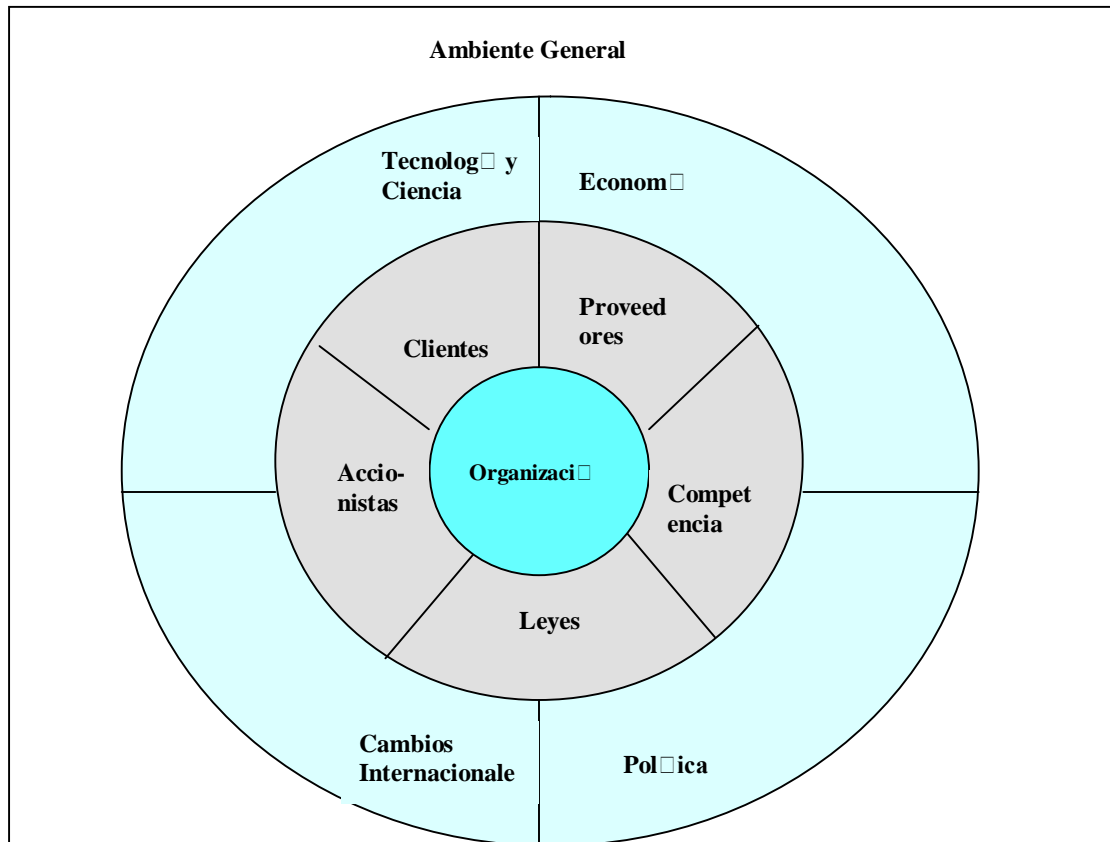 Ambiente General
Tecnolog□ y
Ciencia
Econom□
Proveed
ores
Clientes
Accio-
nistas
Organizaci□
Compet
encia
Leyes
Cambios
Internacionale
Pol□ica